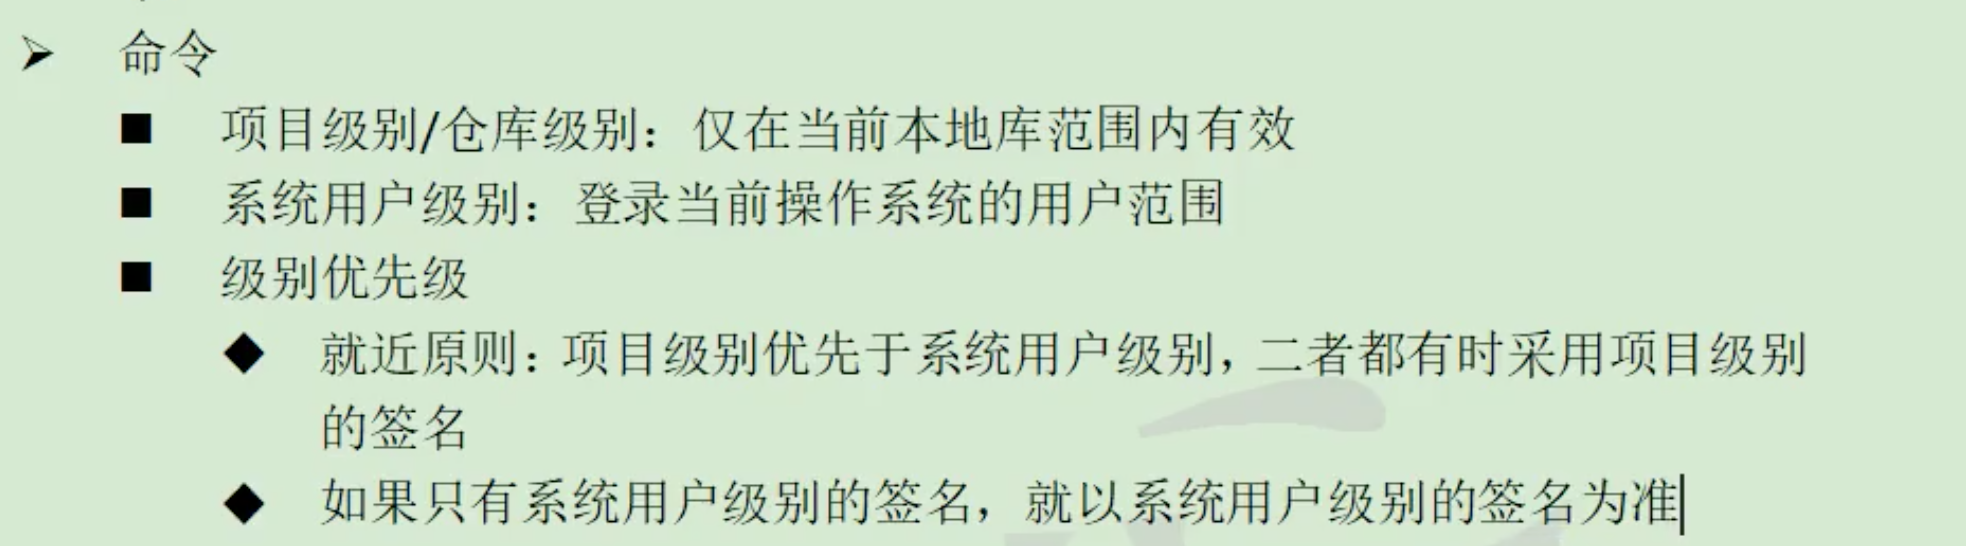 命令
项目级别/仓库级别：仅在当前本地库范围内有效
系统用户级别：登录当前操作系统的用户范围
级别优先级
就近原则：项目级别优先于系统用户级别，二者都有时采用项目级别
的签名
如果只有系统用户级别的签名，就以系统用户级别的签名为准